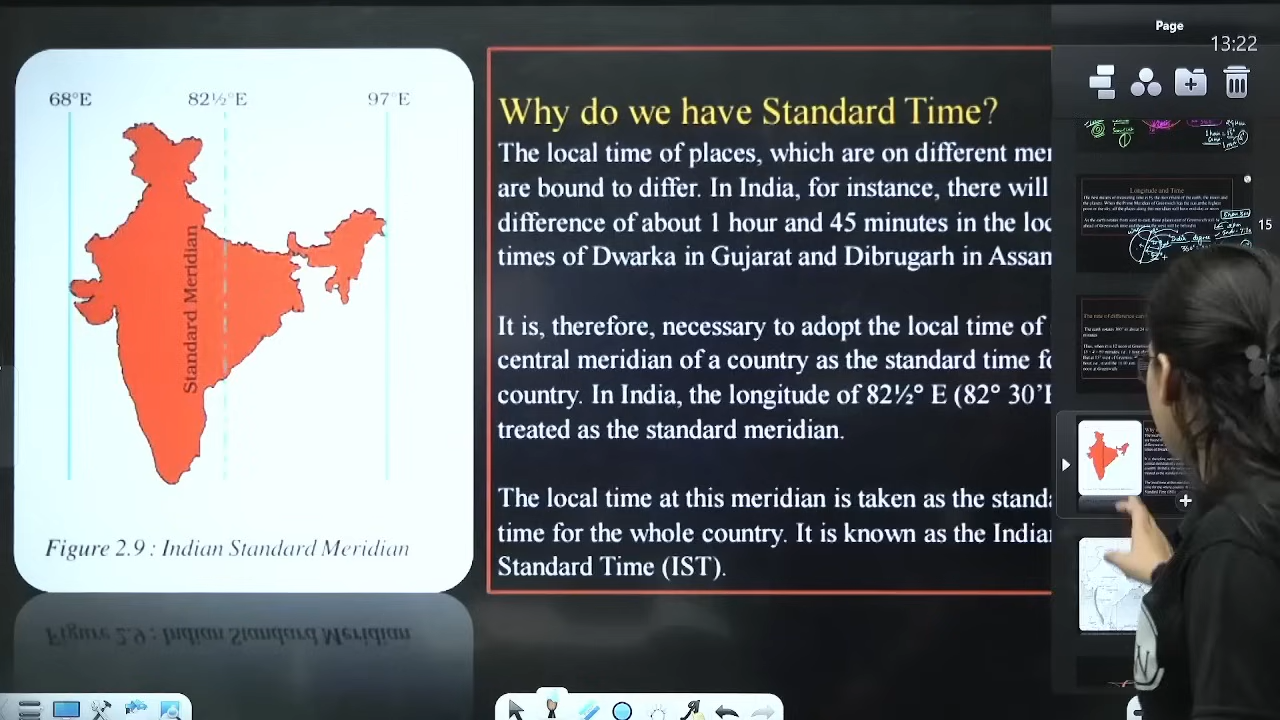 Page
13:22
68°E
82½°E
97°E
Standard Meridian
Figure 2.9 : Indian Standard Meridian
Why do we have Standard Time?
The local time of places, which are on different mer
are bound to differ. In India, for instance, there will
difference of about 1 hour and 45 minutes in the loc
times of Dwarka in Gujarat and Dibrugarh in Assan
It is, therefore, necessary to adopt the local time of
central meridian of a country as the standard time fo
country. In India, the longitude of 82½° E (82° 30’E
treated as the standard meridian.
The local time at this meridian is taken as the standa
time for the whole country. It is known as the India
Standard Time (IST).
Longitude and Time
15